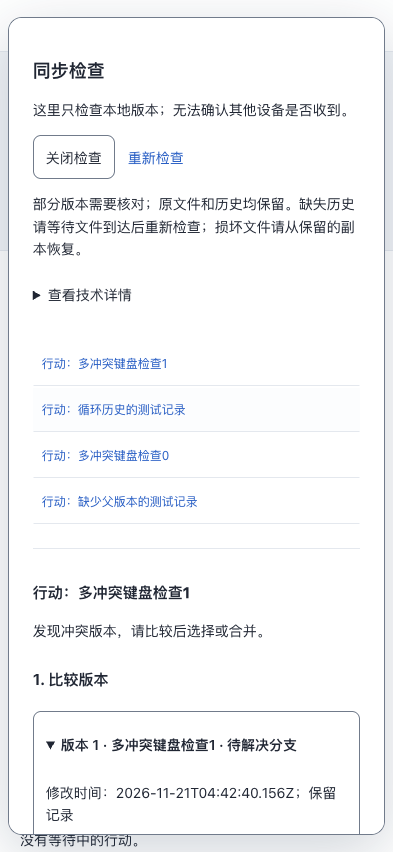 同步检查
这里只检查本地版本；无法确认其他设备是否收到。
关闭检查 重新检查
部分版本需要核对；原文件和历史均保留。缺失历史
请等待文件到达后重新检查；损坏文件请从保留的副
本恢复。
▶ 查看技术详情
行动：多冲突键盘检查1
行动：循环历史的测试记录
行动：多冲突键盘检查0
行动：缺少父版本的测试记录
行动：多冲突键盘检查1
发现冲突版本，请比较后选择或合并。
1. 比较版本
▼ 版本 1 · 多冲突键盘检查1 · 待解决分支
修改时间：2026-11-21T04:42:40.156Z；保留
记录
没有等待中的行动。